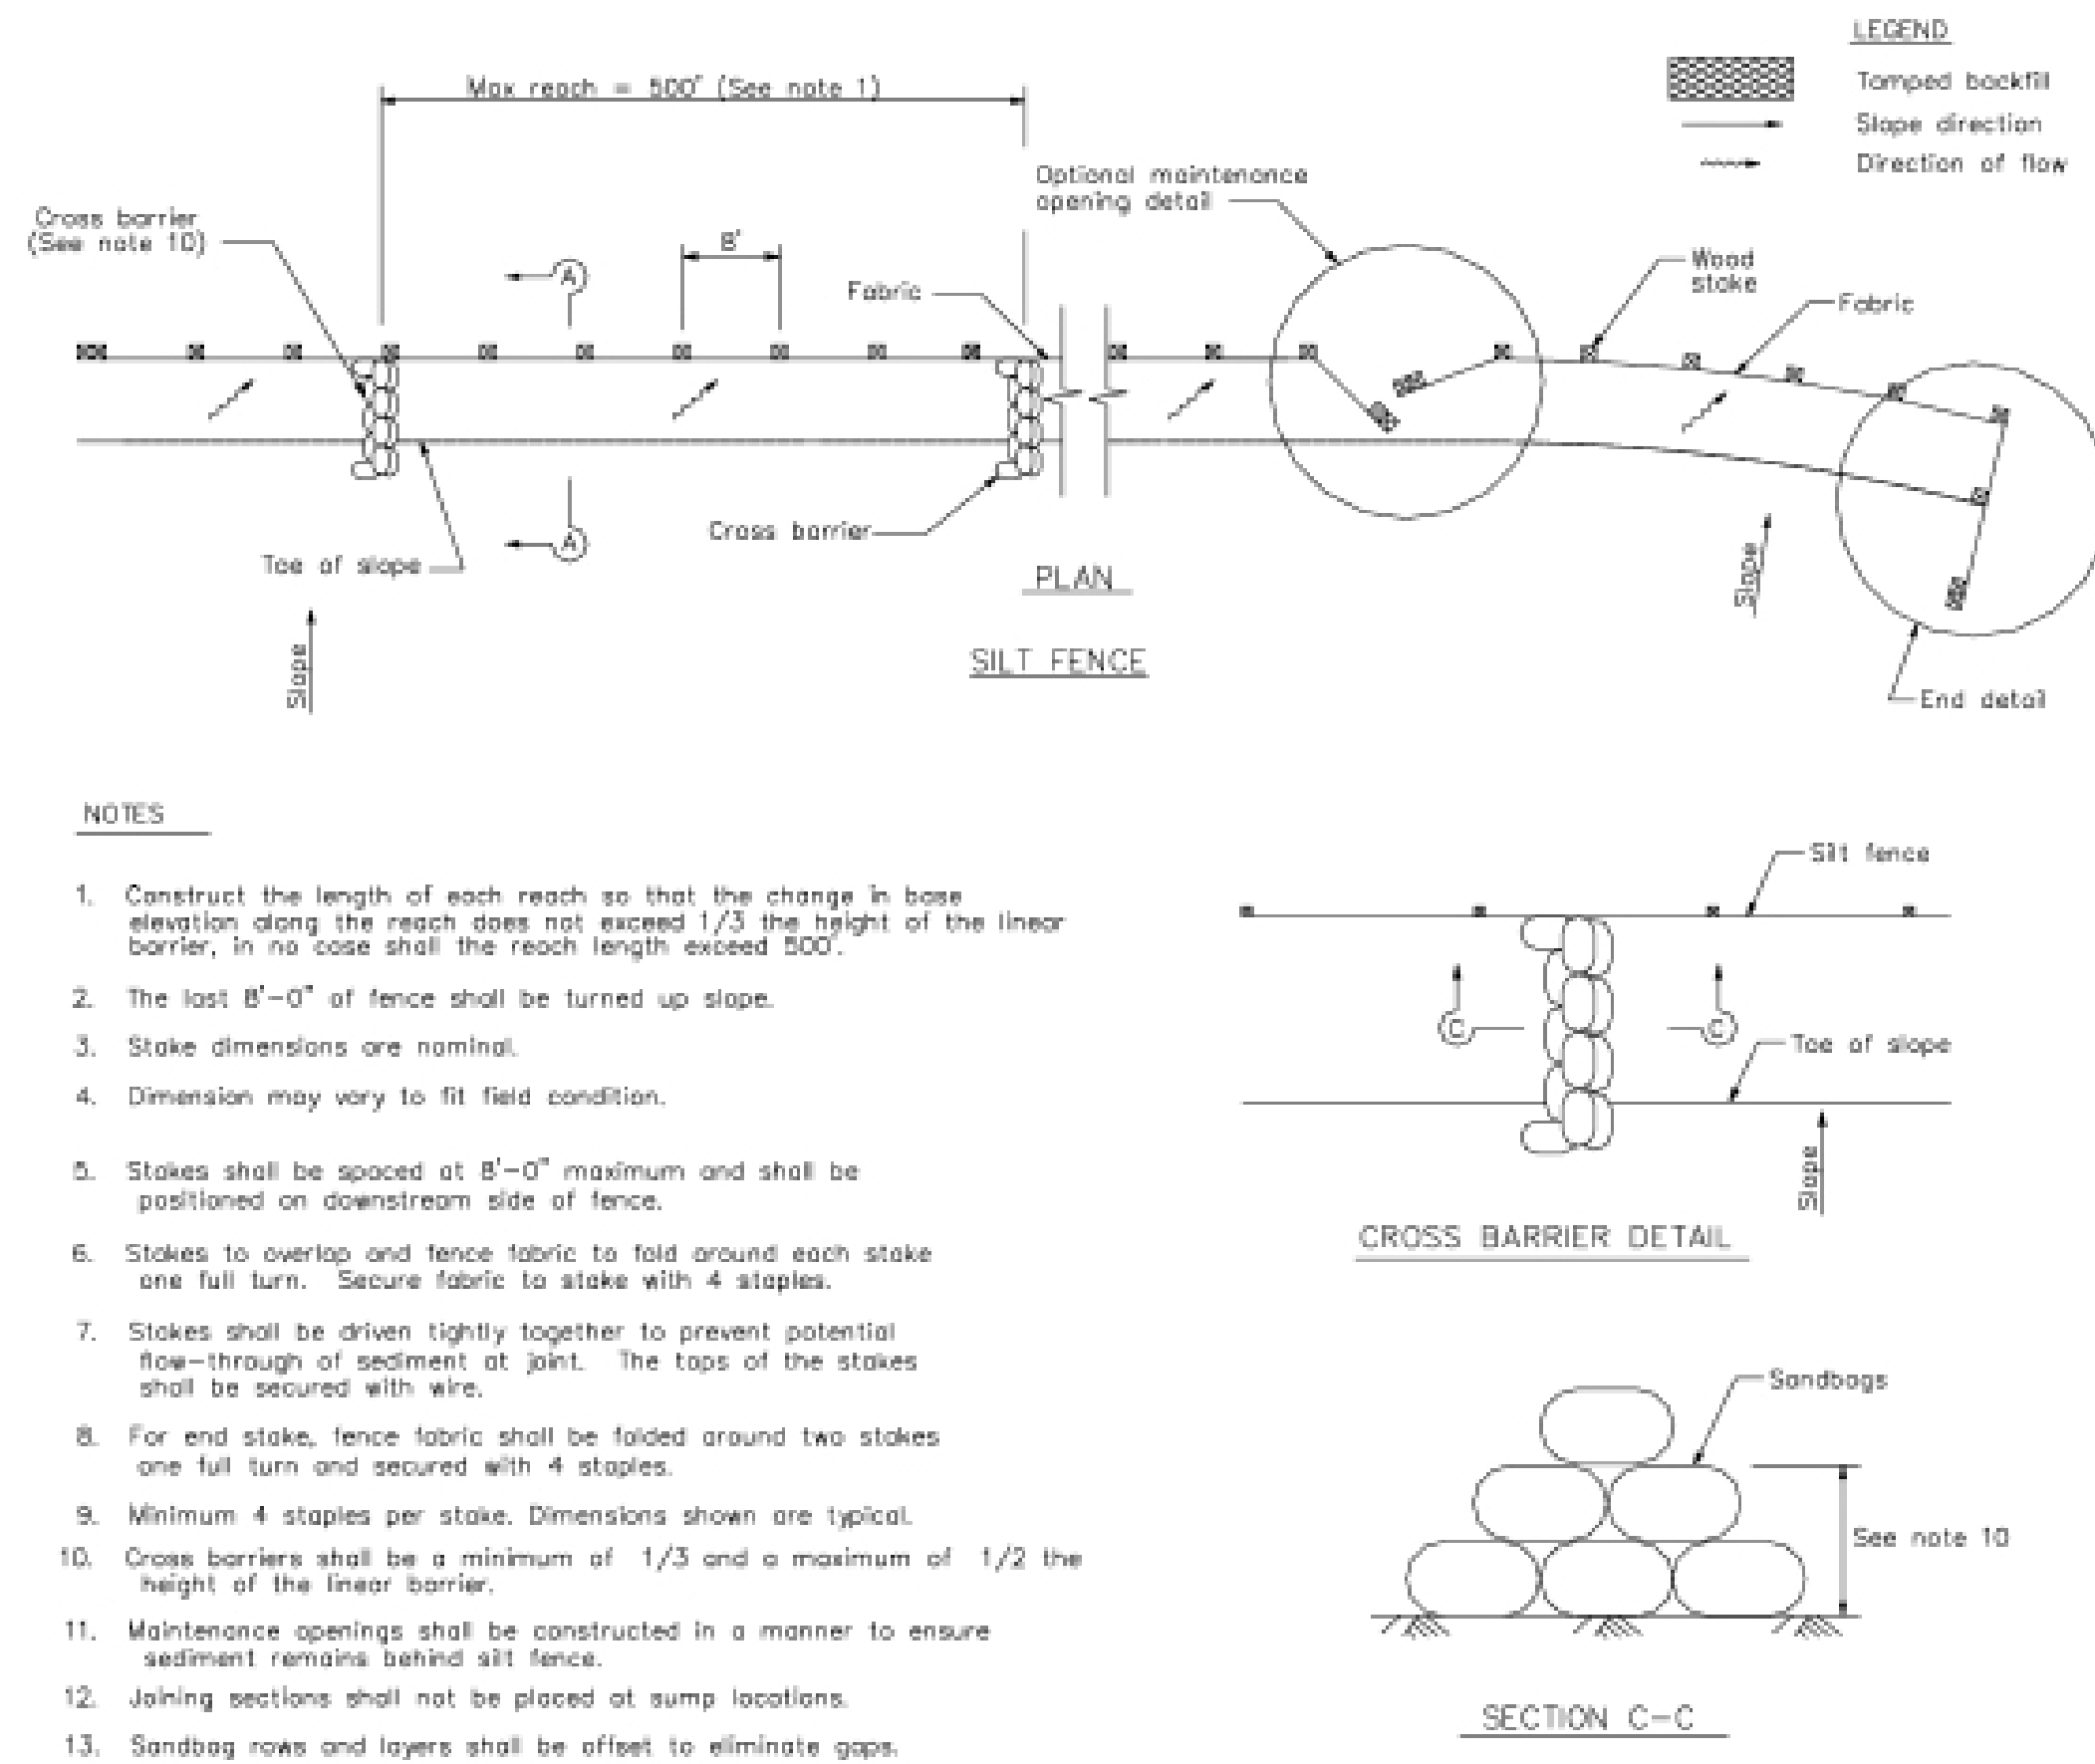 LEGEND
Tamped backfill
Slope direction
Direction of flow
Max reach = 500' (See note 1)
Optional maintenance
opening detail
Cross barrier
(See note 10)
A
8'
Fabric
Wood
stake
Fabric
Cross barrier
A
Toe of slope
PLAN
Slope
Slope
SILT FENCE
End detail
NOTES
1. Construct the length of each reach so that the change in base
elevation along the reach does not exceed 1/3 the height of the linear
barrier, in no case shall the reach length exceed 500'.
2. The last 8'-0" of fence shall be turned up slope.
3. Stake dimensions are nominal.
4. Dimension may vary to fit field condition.
5. Stakes shall be spaced at 8'-0" maximum and shall be
positioned on downstream side of fence.
6. Stakes to overlap and fence fabric to fold around each stake
one full turn. Secure fabric to stake with 4 staples.
7. Stakes shall be driven tightly together to prevent potential
flow-through of sediment at joint. The tops of the stakes
shall be secured with wire.
8. For end stake, fence fabric shall be folded around two stakes
one full turn and secured with 4 staples.
9. Minimum 4 staples per stake. Dimensions shown are typical.
10. Cross barriers shall be a minimum of 1/3 and a maximum of 1/2 the
height of the linear barrier.
11. Maintenance openings shall be constructed in a manner to ensure
sediment remains behind silt fence.
12. Joining sections shall not be placed at sump locations.
13. Sandbag rows and layers shall be offset to eliminate gaps.
Silt fence
C
C
Toe of slope
Slope
CROSS BARRIER DETAIL
Sandbags
See note 10
SECTION C-C